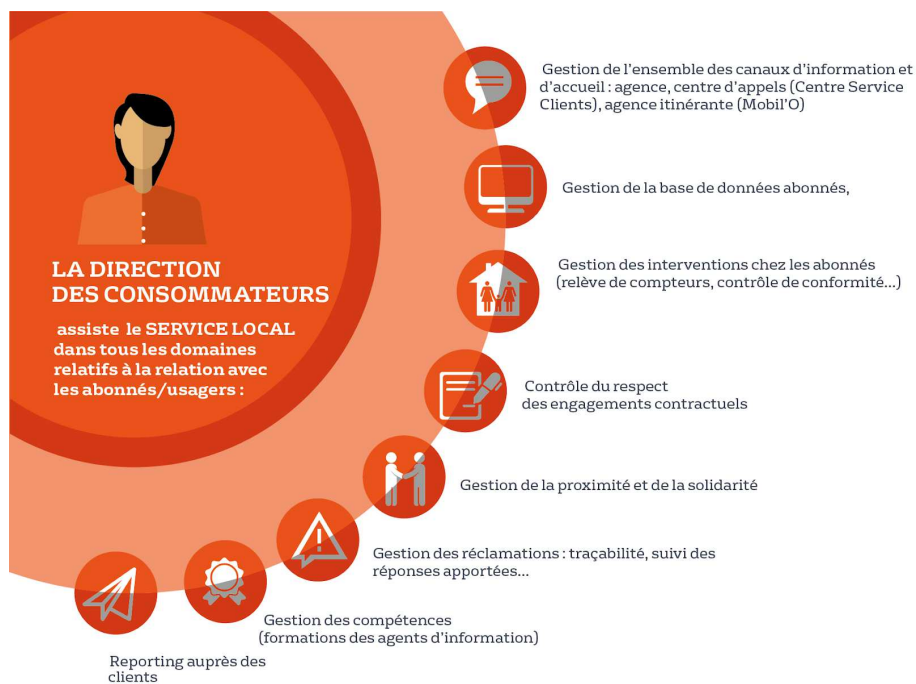 LA DIRECTION
DES CONSOMMATEURS
assiste le SERVICE LOCAL
dans tous les domaines
relatifs à la relation avec
les abonnés/usagers :
Gestion de l'ensemble des canaux d'information et
d'accueil : agence, centre d'appels (Centre Service
Clients), agence itinérante (Mobil'O)
Gestion de la base de données abonnés,
Gestion des interventions chez les abonnés
(relève de compteurs, contrôle de conformité...)
Contrôle du respect
des engagements contractuels
Gestion de la proximité et de la solidarité
Gestion des réclamations : traçabilité, suivi des
réponses apportées...
Gestion des compétences
(formations des agents d'information)
Reporting auprès des
clients